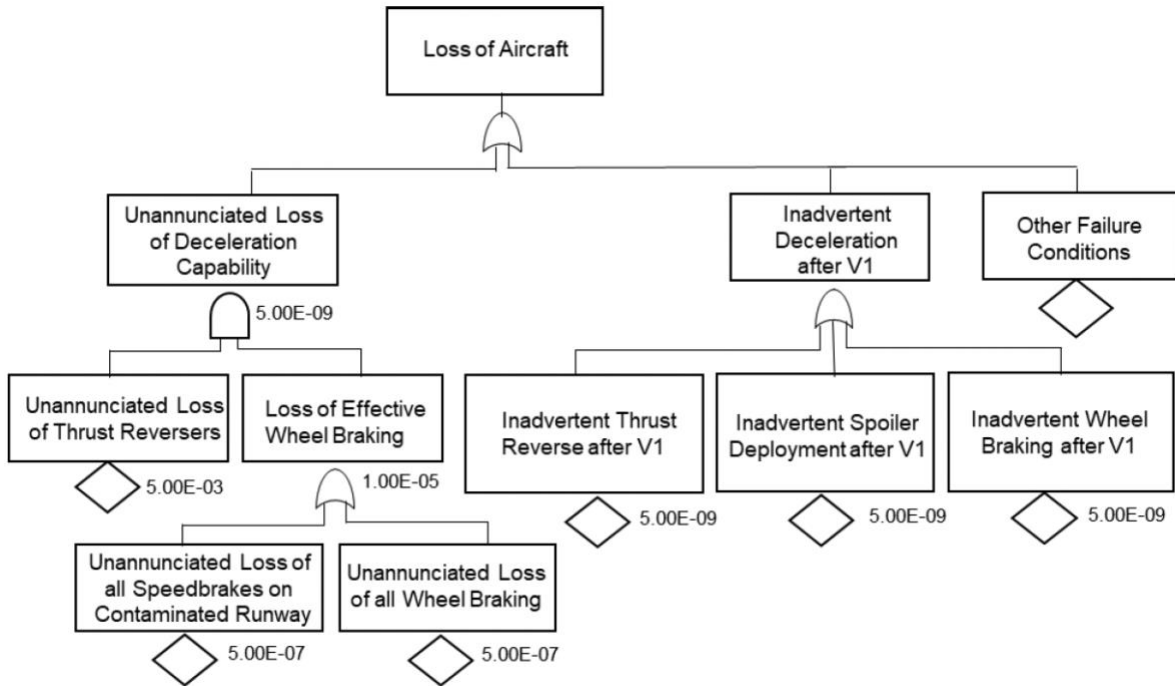 Loss of Aircraft
Unannunciated Loss
of Deceleration
Capability
Inadvertent
Deceleration
after V1
Other Failure
Conditions
5.00E-09
Unannunciated Loss
of Thrust Reversers
Loss of Effective
Wheel Braking
Inadvertent Thrust
Reverse after V1
Inadvertent Spoiler
Deployment after V1
Inadvertent Wheel
Braking after V1
5.00E-03
1.00E-05
5.00E-09
5.00E-09
5.00E-09
Unannunciated Loss of
all Speedbrakes on
Contaminated Runway
Unannunciated Loss
of all Wheel Braking
5.00E-07
5.00E-07